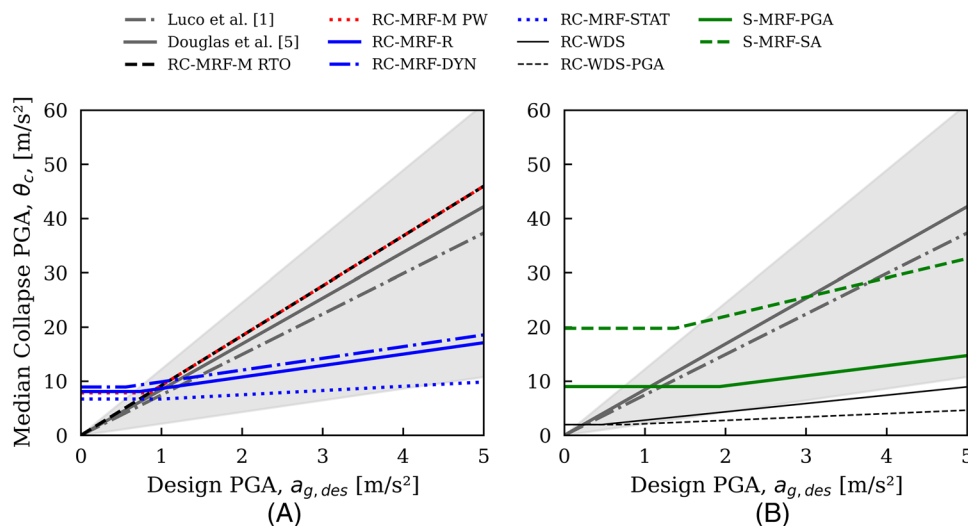 Luco et al. [1]
Douglas et al. [5]
RC-MRF-M RTO
RC-MRF-M PW
RC-MRF-R
RC-MRF-DYN
RC-MRF-STAT
RC-WDS
RC-WDS-PGA
S-MRF-PGA
S-MRF-SA
Median Collapse PGA, θc, [m/s²]
60
50
40
30
20
10
0
0 1 2 3 4 5
Design PGA, ag,des [m/s²]
(A)
60
50
40
30
20
10
0
0 1 2 3 4 5
Design PGA, ag,des [m/s²]
(B)